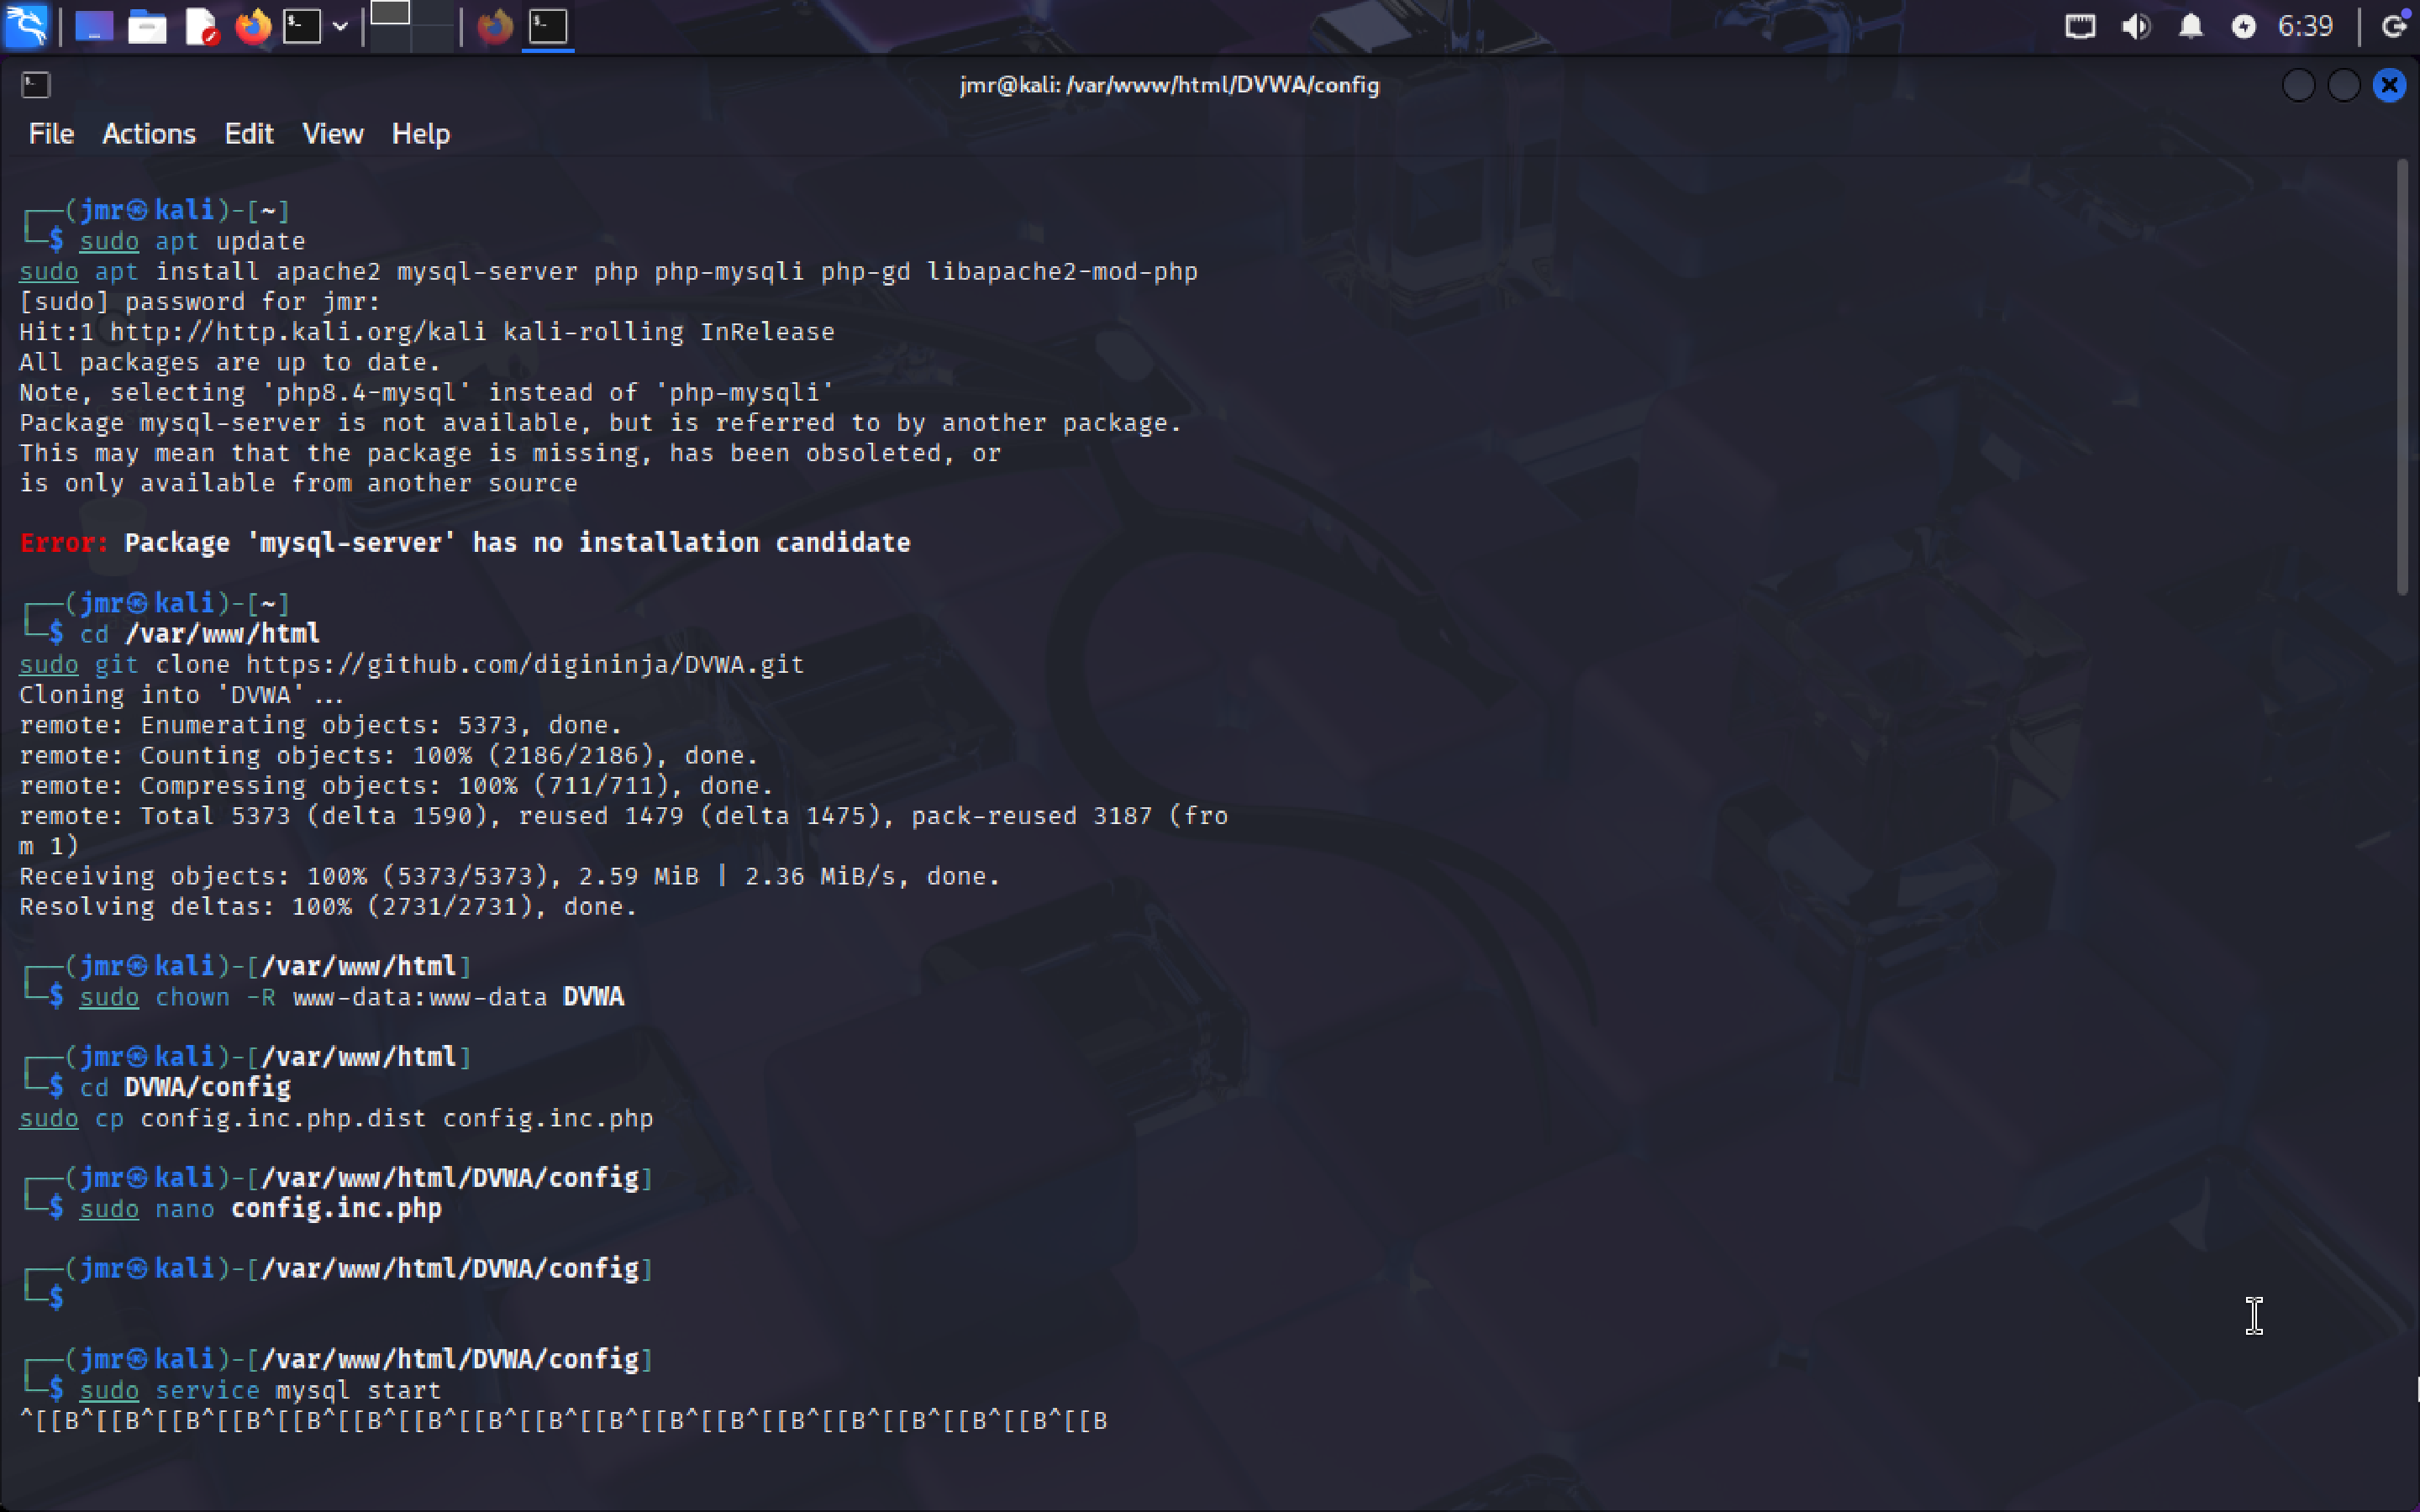 6:39
jmr@kali: /var/www/html/DVWA/config
File Actions Edit View Help
┌──(jmr㉿kali)-[~]
└─$ sudo apt update
sudo apt install apache2 mysql-server php php-mysqli php-gd libapache2-mod-php
[sudo] password for jmr:
Hit:1 http://http.kali.org/kali kali-rolling InRelease
All packages are up to date.
Note, selecting 'php8.4-mysql' instead of 'php-mysqli'
Package mysql-server is not available, but is referred to by another package.
This may mean that the package is missing, has been obsoleted, or
is only available from another source
Error: Package 'mysql-server' has no installation candidate
┌──(jmr㉿kali)-[~]
└─$ cd /var/www/html
sudo git clone https://github.com/digininja/DVWA.git
Cloning into 'DVWA'...
remote: Enumerating objects: 5373, done.
remote: Counting objects: 100% (2186/2186), done.
remote: Compressing objects: 100% (711/711), done.
remote: Total 5373 (delta 1590), reused 1479 (delta 1475), pack-reused 3187 (fro
m 1)
Receiving objects: 100% (5373/5373), 2.59 MiB | 2.36 MiB/s, done.
Resolving deltas: 100% (2731/2731), done.
┌──(jmr㉿kali)-[/var/www/html]
└─$ sudo chown -R www-data:www-data DVWA
┌──(jmr㉿kali)-[/var/www/html]
└─$ cd DVWA/config
sudo cp config.inc.php.dist config.inc.php
┌──(jmr㉿kali)-[/var/www/html/DVWA/config]
└─$ sudo nano config.inc.php
┌──(jmr㉿kali)-[/var/www/html/DVWA/config]
└─$
┌──(jmr㉿kali)-[/var/www/html/DVWA/config]
└─$ sudo service mysql start
^[[B^[[B^[[B^[[B^[[B^[[B^[[B^[[B^[[B^[[B^[[B^[[B^[[B^[[B^[[B^[[B^[[B^[[B